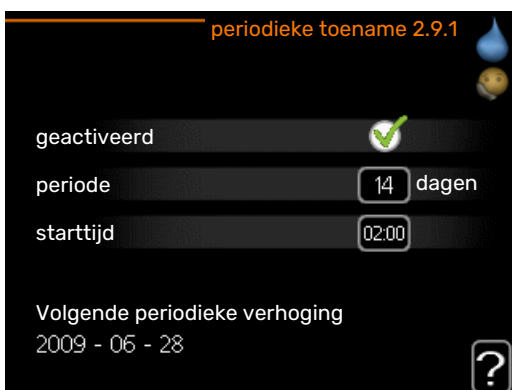 periodieke toename 2.9.1
geactiveerd
periode 14 dagen
starttijd 02:00
Volgende periodieke verhoging
2009 - 06 - 28
?